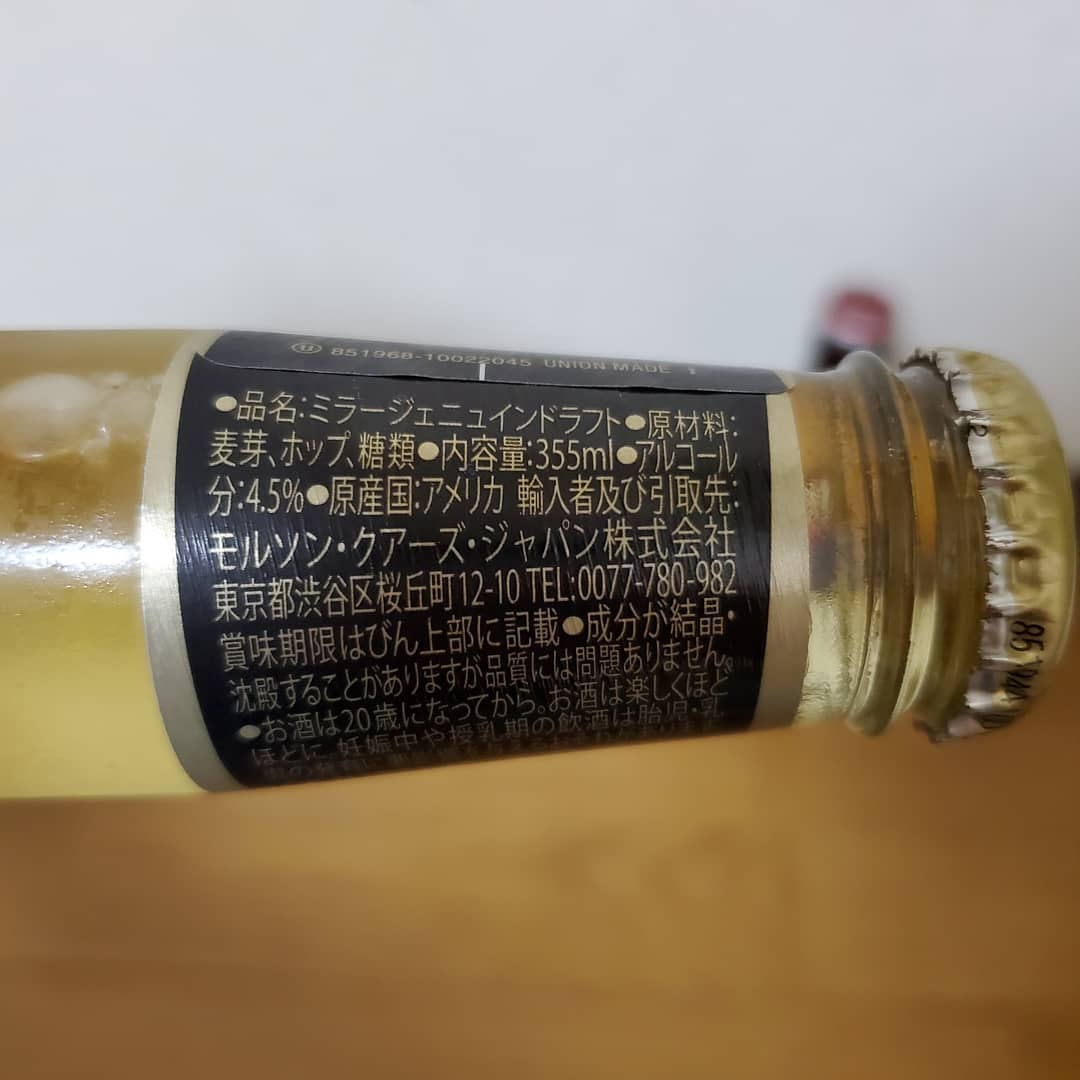 Ⓤ 851968-10022045 UNION MADE
●品名:ミラージェニュインドラフト●原材料:
麦芽、ホップ、糖類●内容量:355ml●アルコール
分:4.5%●原産国:アメリカ 輸入者及び引取先:
モルソン・クアーズ・ジャパン株式会社
東京都渋谷区桜丘町12-10 TEL:0077-780-982
賞味期限はびん上部に記載●成分が結晶・
沈殿することがありますが品質には問題ありません。
●お酒は20歳になってから。お酒は楽しくほど
ほどに。妊娠中や授乳期の飲酒は胎児・乳